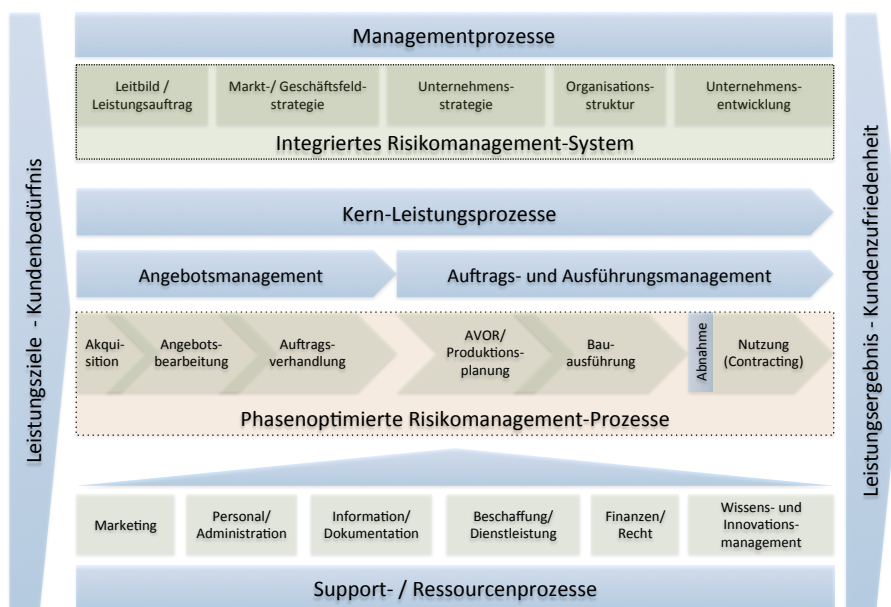 Leistungsziele - Kundenbedürfnis
Managementprozesse
Leitbild /
Leistungsauftrag
Markt-/ Geschäftsfeld-
strategie
Unternehmens-
strategie
Organisations-
struktur
Unternehmens-
entwicklung
Integriertes Risikomanagement-System
Kern-Leistungsprozesse
Angebotsmanagement
Auftrags- und Ausführungsmanagement
Akqui-
sition
Angebots-
bearbeitung
Auftrags-
verhandlung
AVOR/
Produktions-
planung
Bau-
ausführung
Abnahme
Nutzung
(Contracting)
Phasenoptimierte Risikomanagement-Prozesse
Marketing
Personal/
Administration
Information/
Dokumentation
Beschaffung/
Dienstleistung
Finanzen/
Recht
Wissens- und
Innovations-
management
Support- / Ressourcenprozesse
Leistungsergebnis - Kundenzufriedenheit